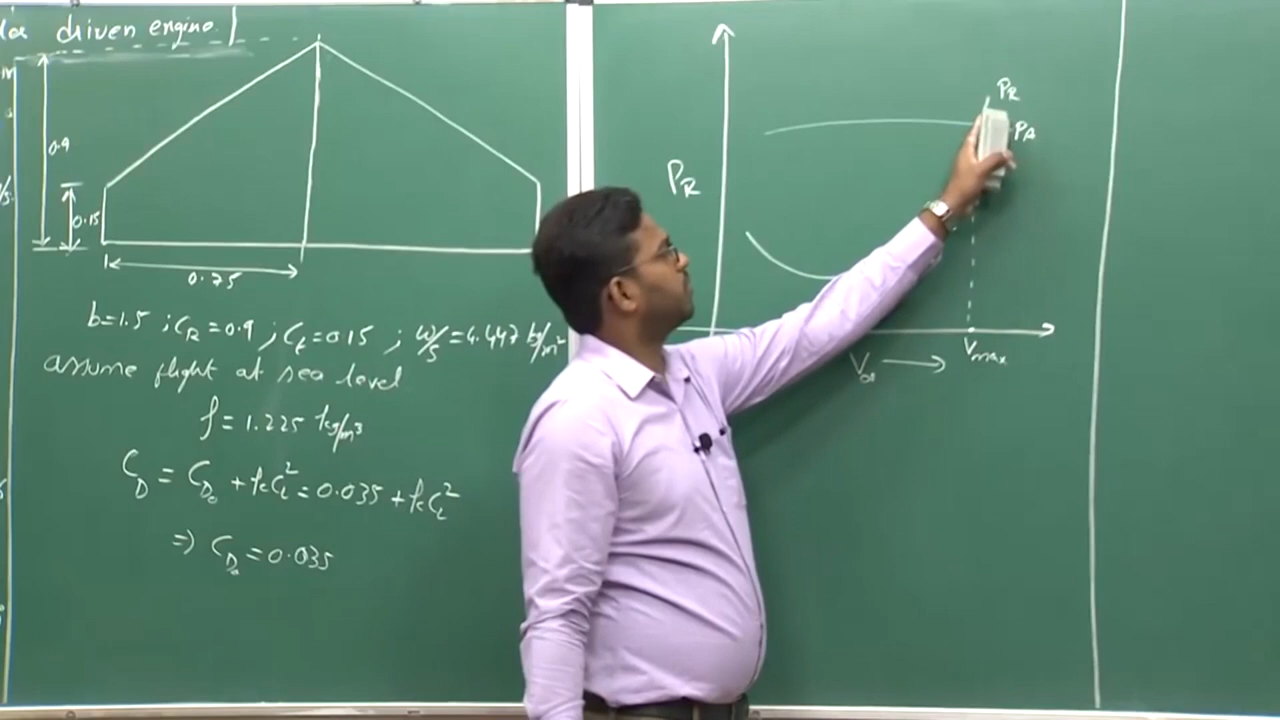 driven engine
0.9
0.15
0.75
b=1.5 ; C_R=0.9 ; C_t=0.15 ; W/S=4.447 kg/m²
assume flight at sea level
ρ=1.225 kg/m³
C_D = C_D₀ + kC_L² = 0.035 + kC_L²
=> C_D₀ = 0.035
P_R
P_A
P_R
V_∞
V_max